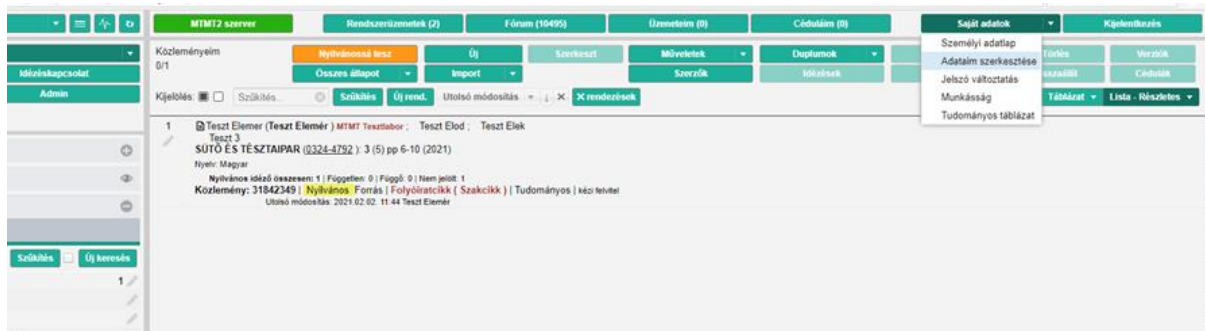 MTMT2 szerver
Rendszerüzenetek (2)
Fórum (10495)
Üzeneteim (0)
Céduláim (0)
Saját adatok
Kijelentkezés
Személyi adatlap
Adataim szerkesztése
Jelszó változtatás
Munkásság
Tudományos táblázat
Idézéskapcsolat
Admin
Közleményeim
0/1
Nyilvánossá tesz
Új
Szerkeszt
Műveletek
Duplumok
Törlés
Verziók
Összes állapot
Import
Szerzők
Idézések
Cédulák
Kijelölés:
Szűkítés...
Szűkítés
Új rend.
Utolsó módosítás
X rendezések
Táblázat
Lista - Részletes
1 Teszt Elemer (Teszt Elemér ) MTMT Tesztlabor ; Teszt Elod ; Teszt Elek
Teszt 3
SÜTŐ ÉS TÉSZTAIPAR (0324-4792 ): 3 (5) pp 6-10 (2021)
Nyelv: Magyar
Nyilvános idéző összesen: 1 | Független: 0 | Függő: 0 | Nem jelölt: 1
Közlemény: 31842349 | Nyilvános Forrás | Folyóiratcikk ( Szakcikk ) | Tudományos | kézi felvitel
Utolsó módosítás: 2021.02.02. 11:44 Teszt Elemér
Szűkítés
Új keresés
1